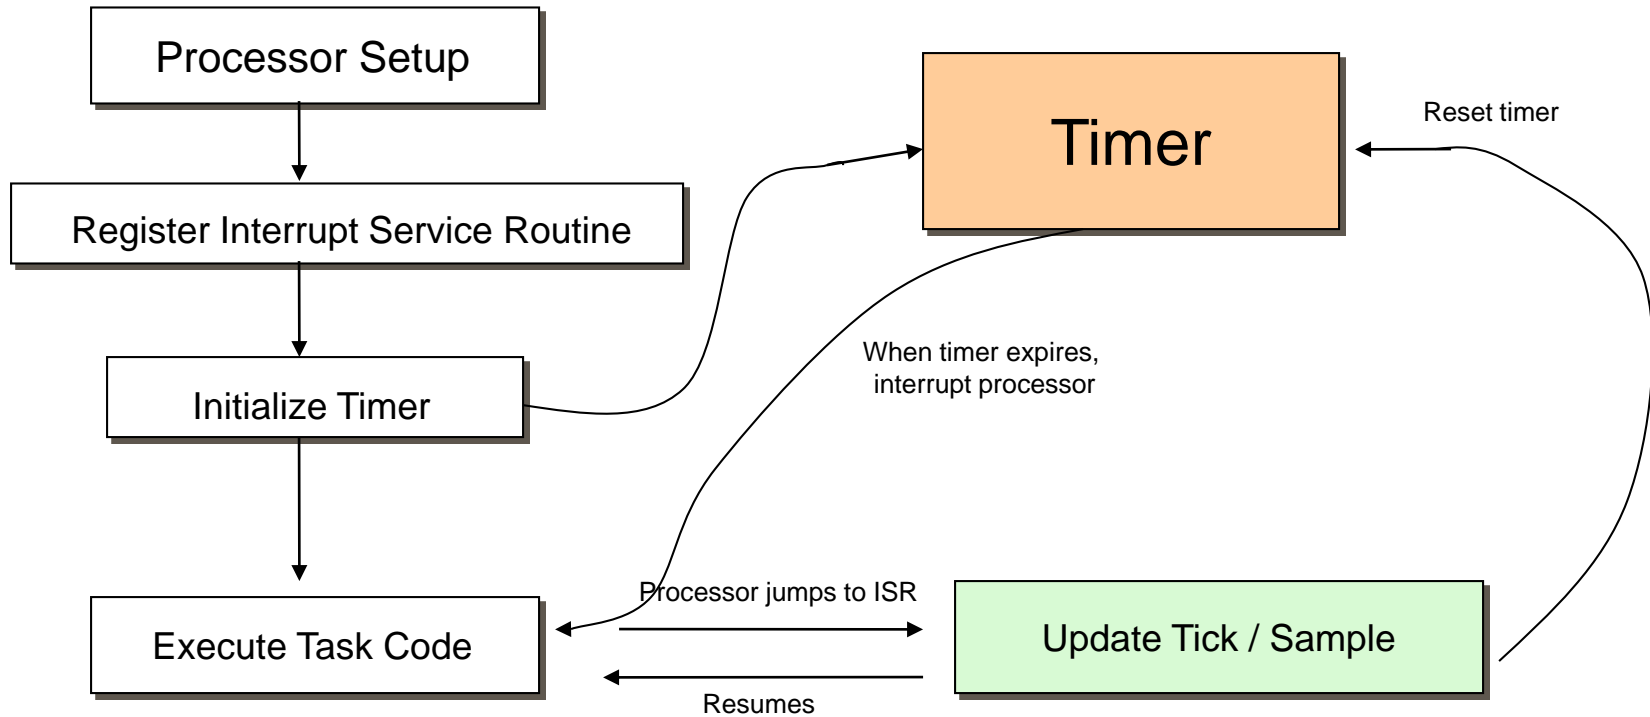 Processor Setup
Timer
Reset timer
Register Interrupt Service Routine
When timer expires,
interrupt processor
Initialize Timer
Processor jumps to ISR
Execute Task Code
Update Tick / Sample
Resumes